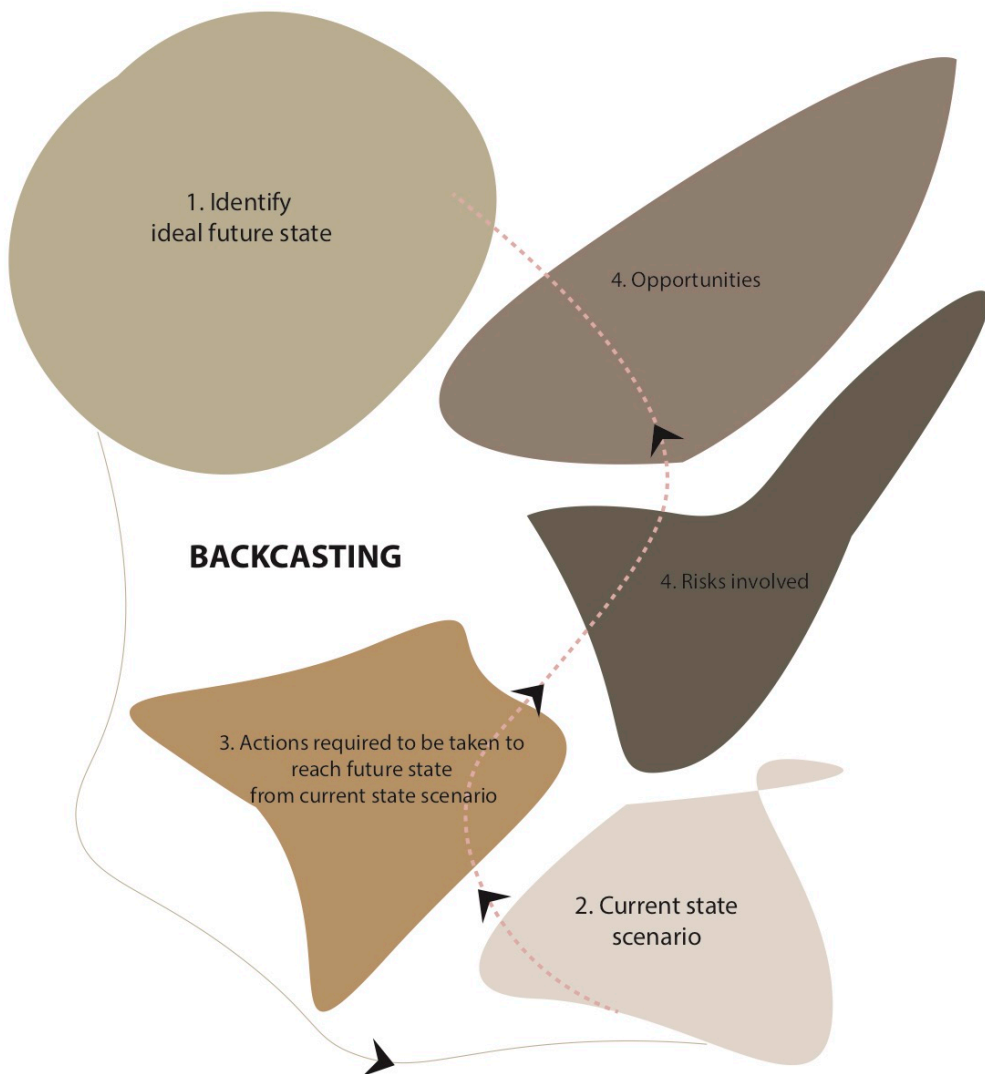 1. Identify
ideal future state
4. Opportunities
BACKCASTING
4. Risks involved
3. Actions required to be taken to
reach future state
from current state scenario
2. Current state
scenario